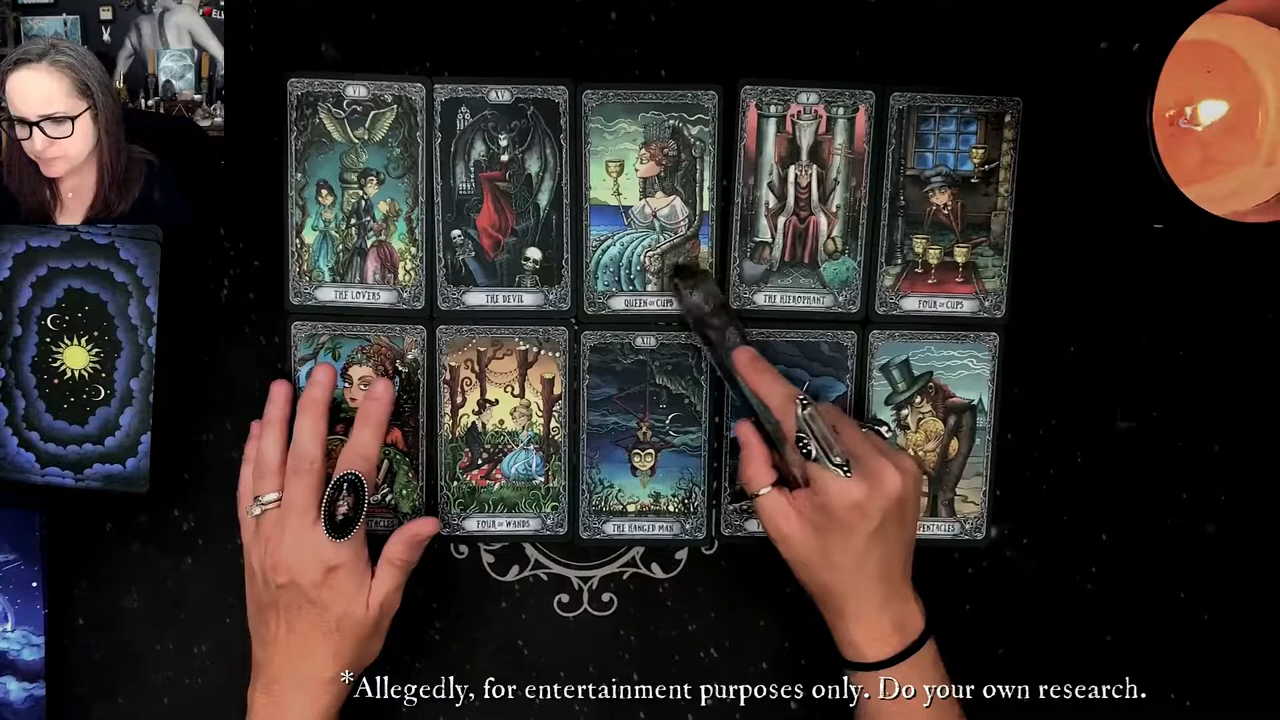 VI
XV
V
THE LOVERS
THE DEVIL
QUEEN OF CUPS
THE HIEROPHANT
FOUR OF CUPS
XII
FOUR OF WANDS
THE HANGED MAN
PENTACLES
*Allegedly, for entertainment purposes only. Do your own research.